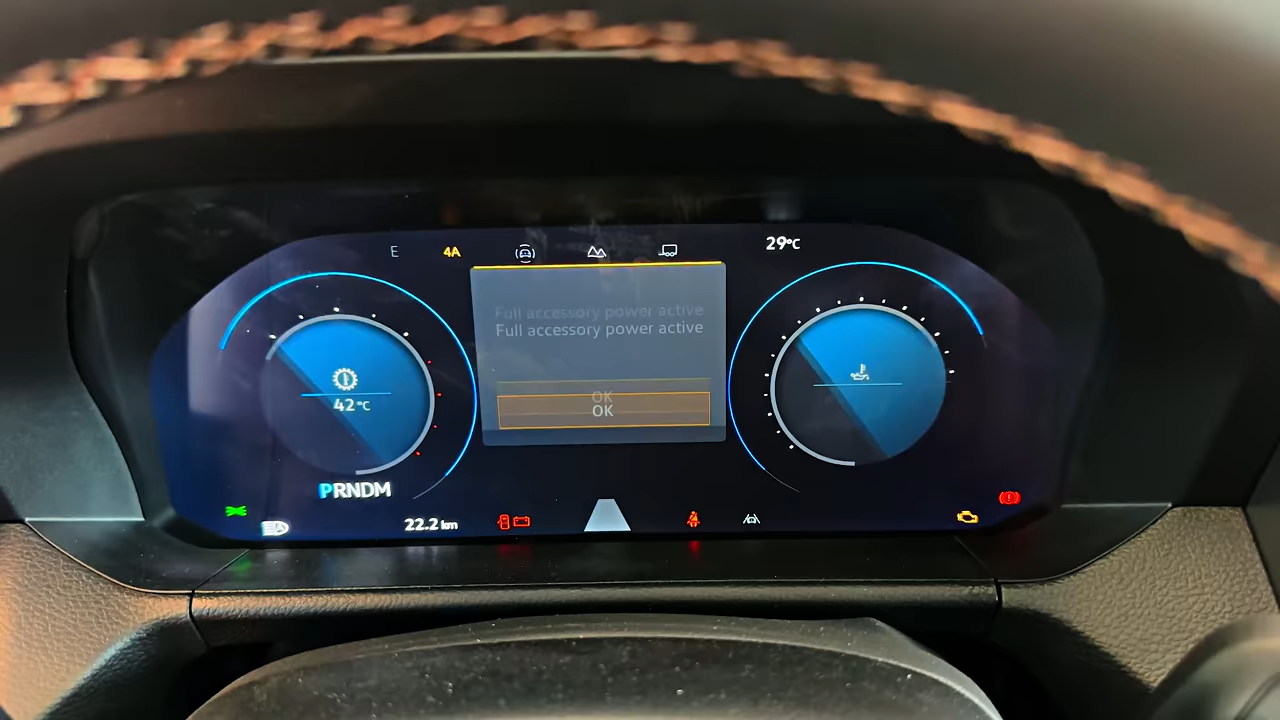 E 4A 29°C
Full accessory power active
Full accessory power active
42°C
OK
OK
PRNDM
22.2 km